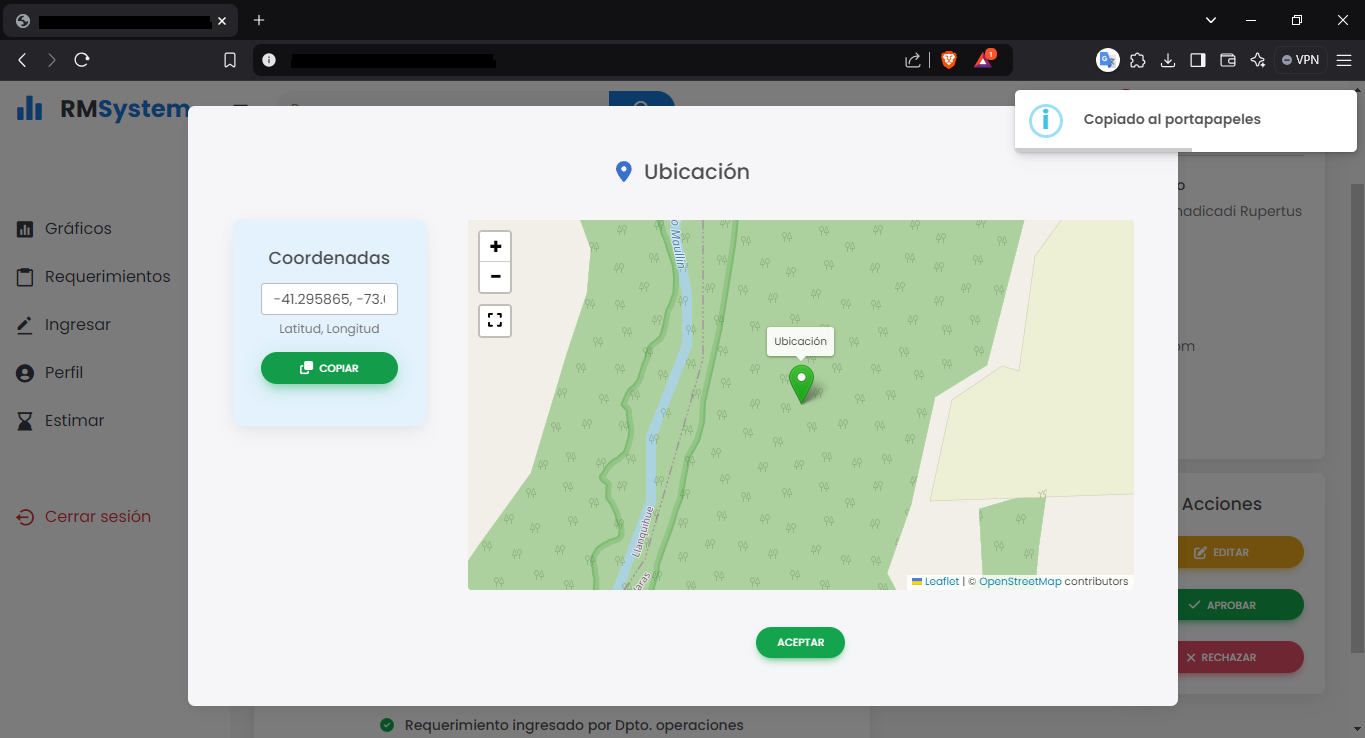 VPN
1
RMSystem
Copiado al portapapeles
Ubicación
Gráficos
Requerimientos
Ingresar
Perfil
Estimar
Cerrar sesión
Coordenadas
-41.295865, -73.
Latitud, Longitud
COPIAR
+
−
Maullín
Ubicación
Llanquihue
Varas
Leaflet | © OpenStreetMap contributors
ACEPTAR
o
nadicadi Rupertus
om
Acciones
EDITAR
APROBAR
RECHAZAR
Requerimiento ingresado por Dpto. operaciones